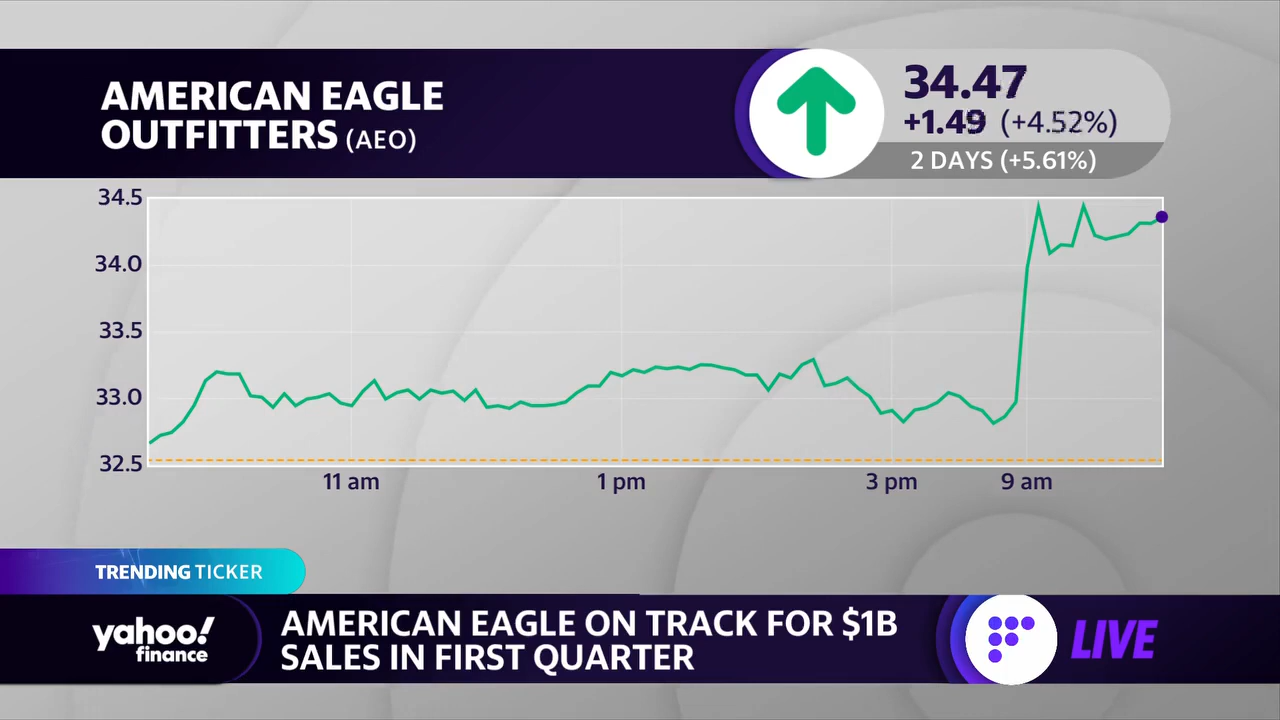 AMERICAN EAGLE
OUTFITTERS (AEO)
34.47
+1.49 (+4.52%)
2 DAYS (+5.61%)
34.5
34.0
33.5
33.0
32.5
11 am
1 pm
3 pm
9 am
TRENDING TICKER
yahoo!
finance
AMERICAN EAGLE ON TRACK FOR $1B
SALES IN FIRST QUARTER
LIVE